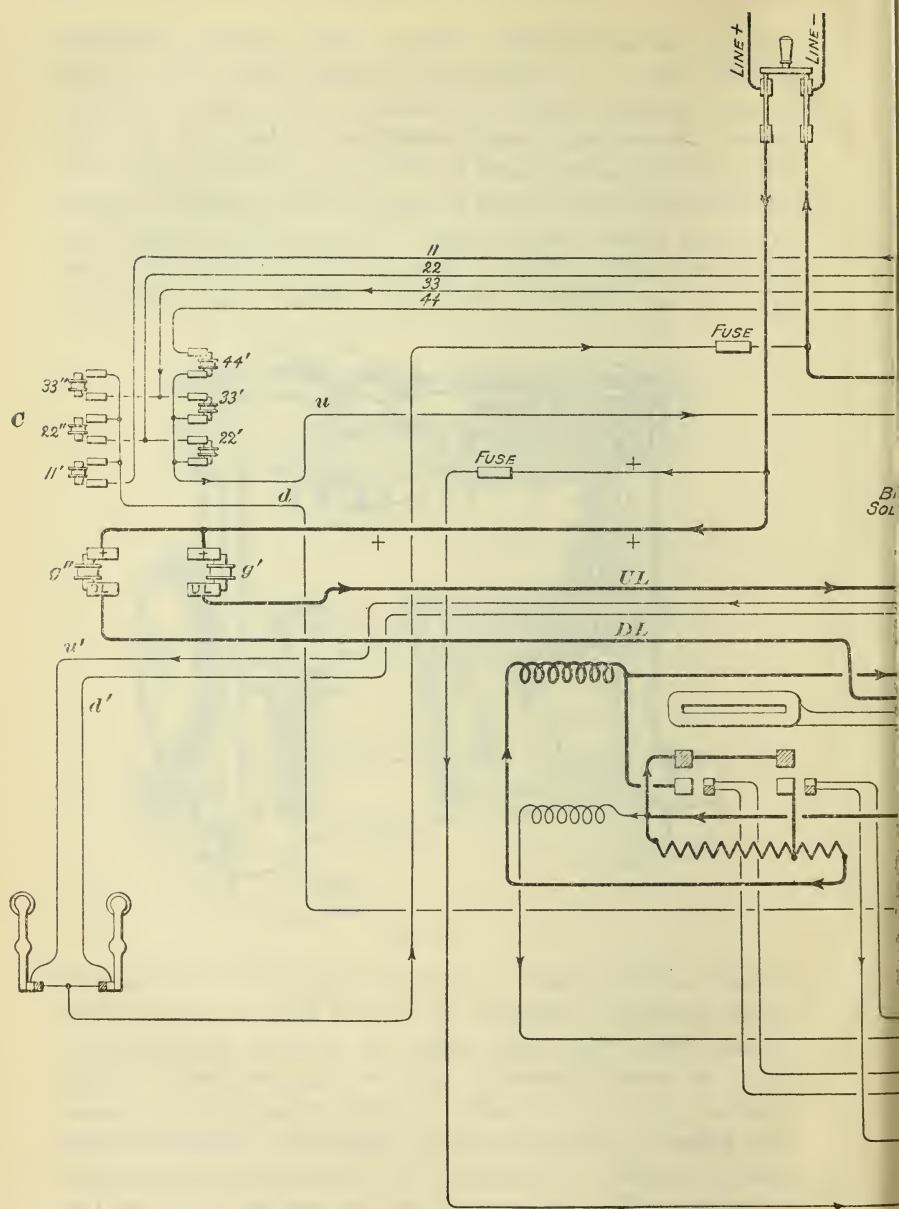 LINE +
LINE –
11
22
33
44
FUSE
44'
33"
33'
u
C
22"
22'
11'
FUSE
+
d
+
+
+
+
g"
g'
DL
UL
UL
DL
u'
d'